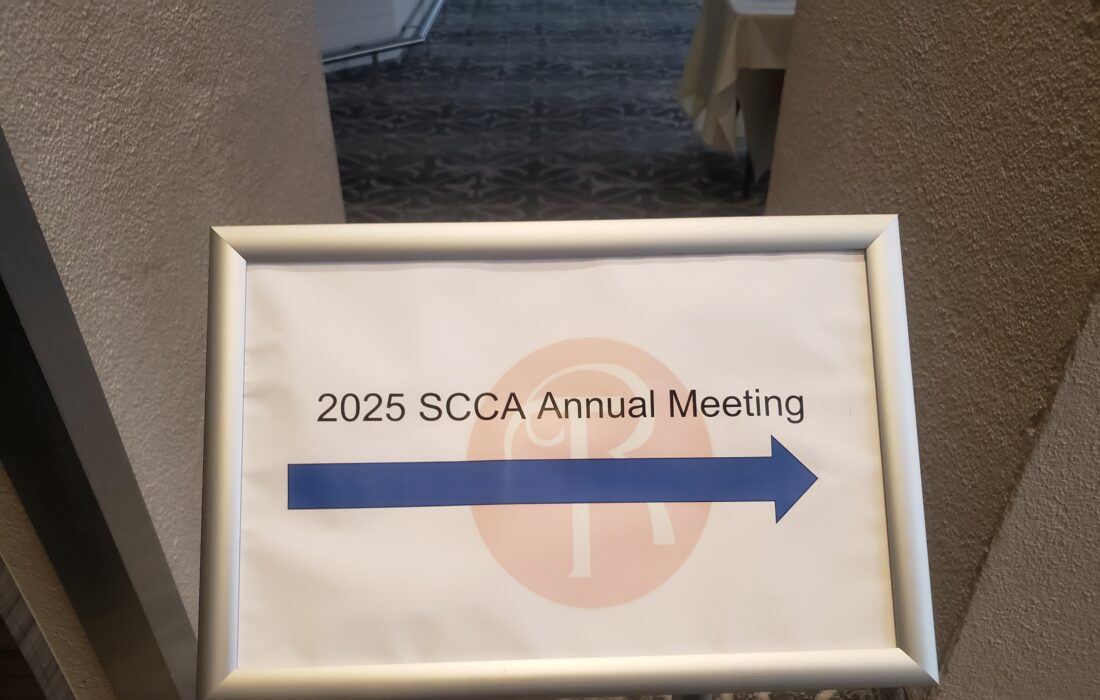 2025 SCCA Annual Meeting
R